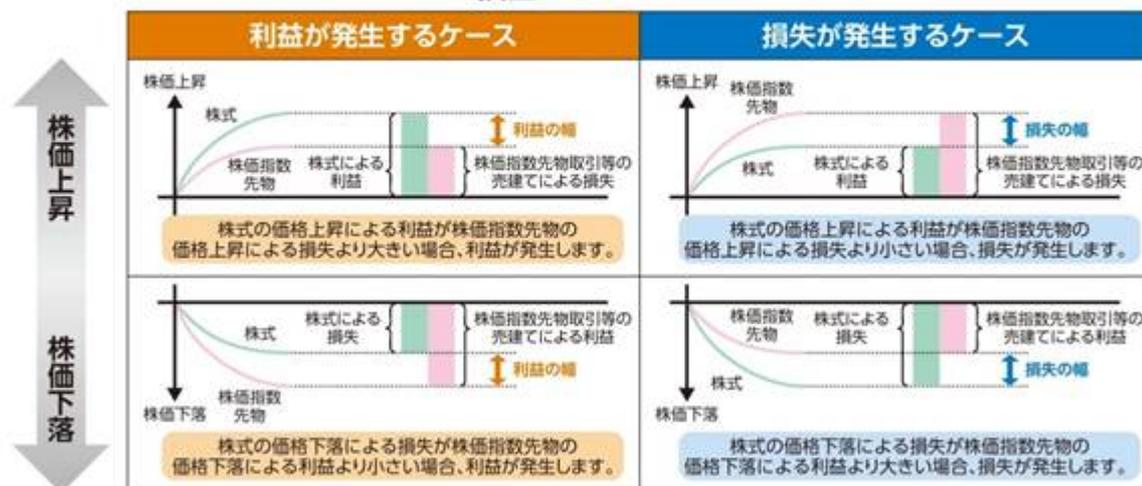 利益が発生するケース
損失が発生するケース
株価上昇
株価下落
株価上昇
株式
株価指数
先物
株式による
利益
利益の幅
株価指数先物取引等の
売建てによる損失
株式の価格上昇による利益が株価指数先物の
価格上昇による損失より大きい場合、利益が発生します。
株価上昇
株価指数
先物
株式
株式による
利益
損失の幅
株価指数先物取引等の
売建てによる損失
株式の価格上昇による利益が株価指数先物の
価格上昇による損失より小さい場合、損失が発生します。
株式
株価指数
先物
株価下落
株式による
損失
株価指数先物取引等の
売建てによる利益
利益の幅
株式の価格下落による損失が株価指数先物の
価格下落による利益より小さい場合、利益が発生します。
株価指数
先物
株式
株価下落
株式による
損失
株価指数先物取引等の
売建てによる利益
損失の幅
株式の価格下落による損失が株価指数先物の
価格下落による利益より大きい場合、損失が発生します。